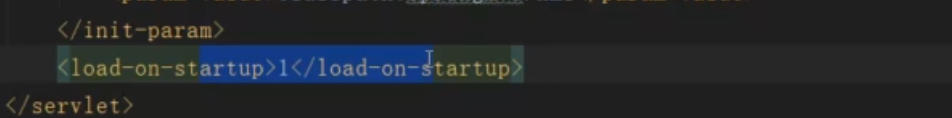 </init-param>
<load-on-startup>1</load-on-startup>
</servlet>